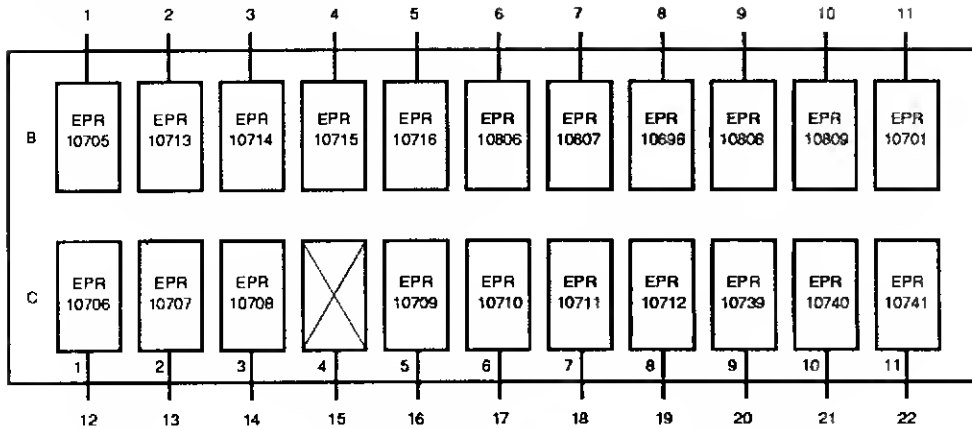 1 2 3 4 5 6 7 8 9 10 11
B
EPR EPR EPR EPR EPR EPR EPR EPR EPR EPR EPR
10705 10713 10714 10715 10716 10806 10807 10698 10808 10809 10701
C
EPR EPR EPR EPR EPR EPR EPR EPR EPR EPR
10706 10707 10708 10709 10710 10711 10712 10739 10740 10741
1 2 3 4 5 6 7 8 9 10 11
12 13 14 15 16 17 18 19 20 21 22